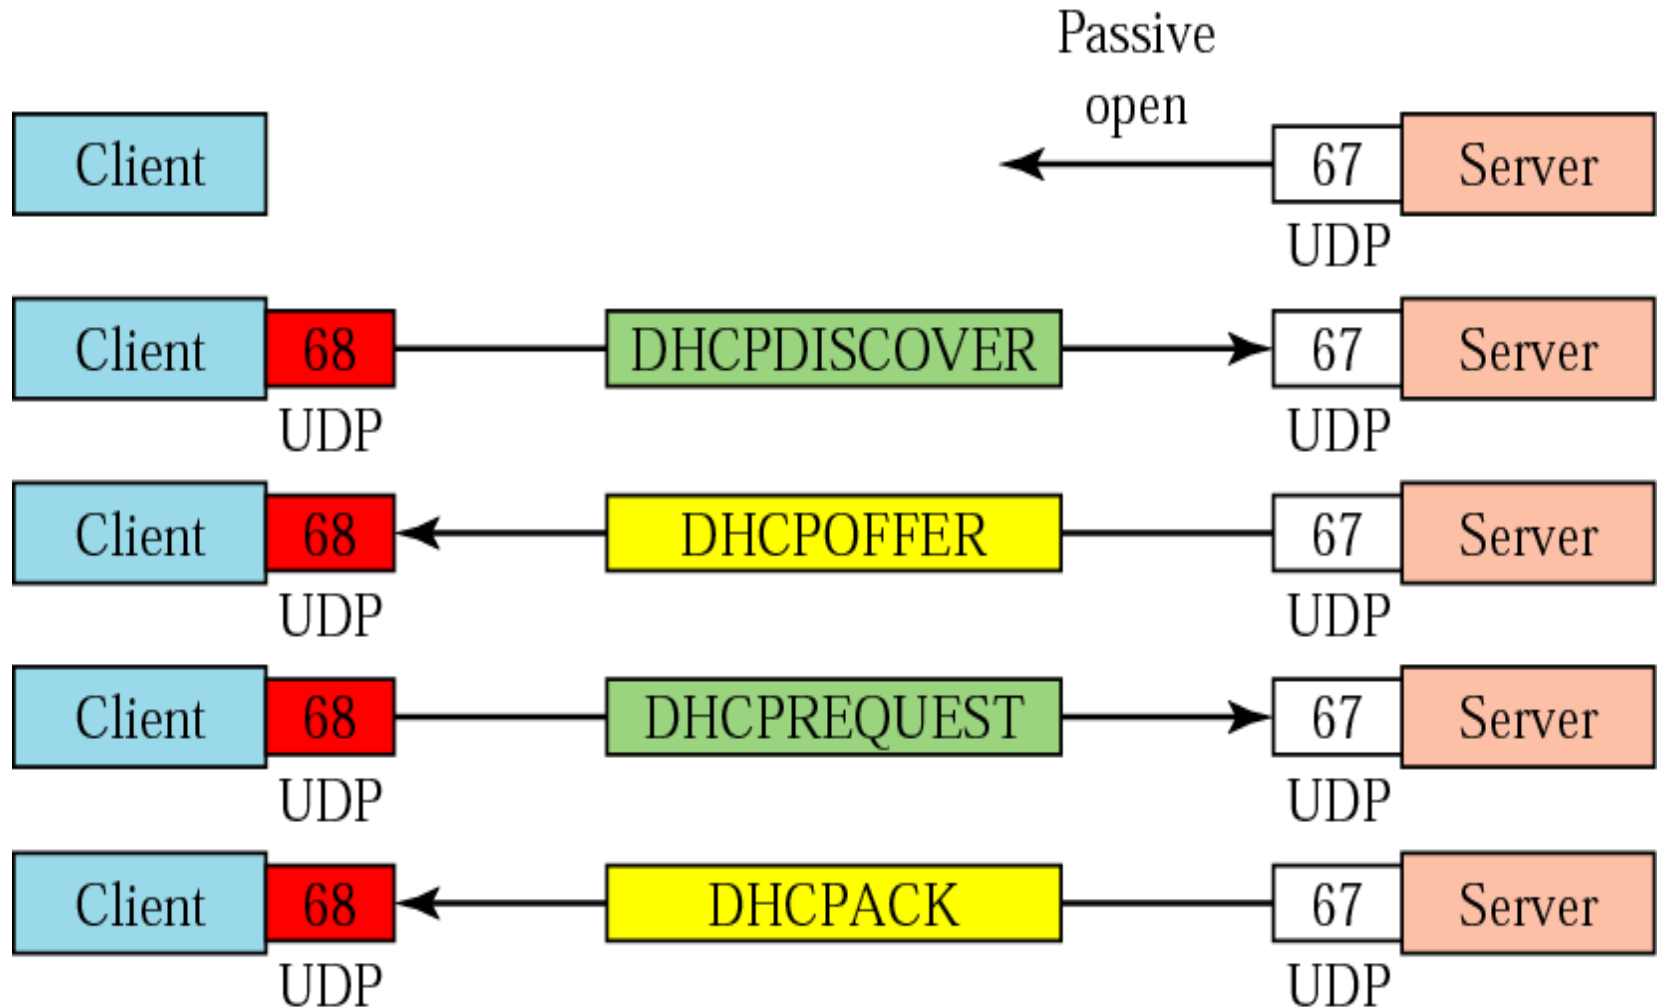 Passive
open
Client 67 Server
UDP
Client 68 DHCPDISCOVER 67 Server
UDP UDP
Client 68 DHCPOFFER 67 Server
UDP UDP
Client 68 DHCPREQUEST 67 Server
UDP UDP
Client 68 DHCPACK 67 Server
UDP UDP